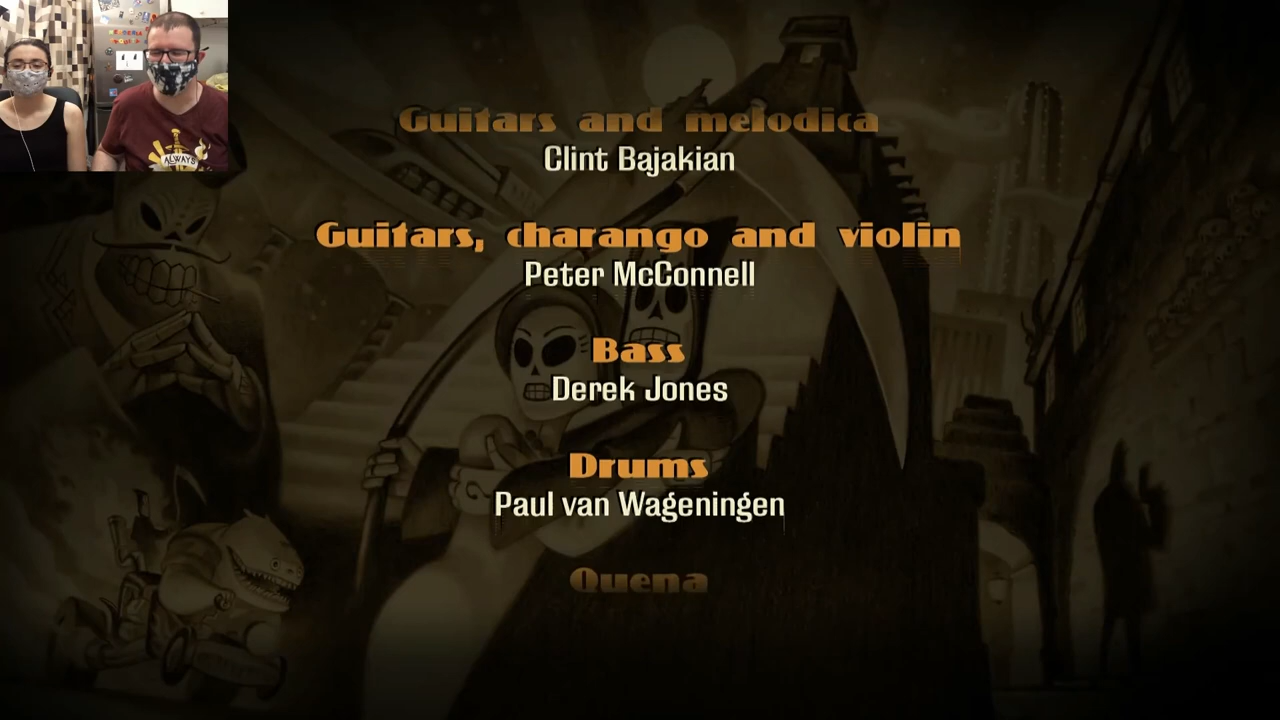 Guitars and melodica
Clint Bajakian
Guitars, charango and violin
Peter McConnell
Bass
Derek Jones
Drums
Paul van Wageningen
Quena
ALWAYS